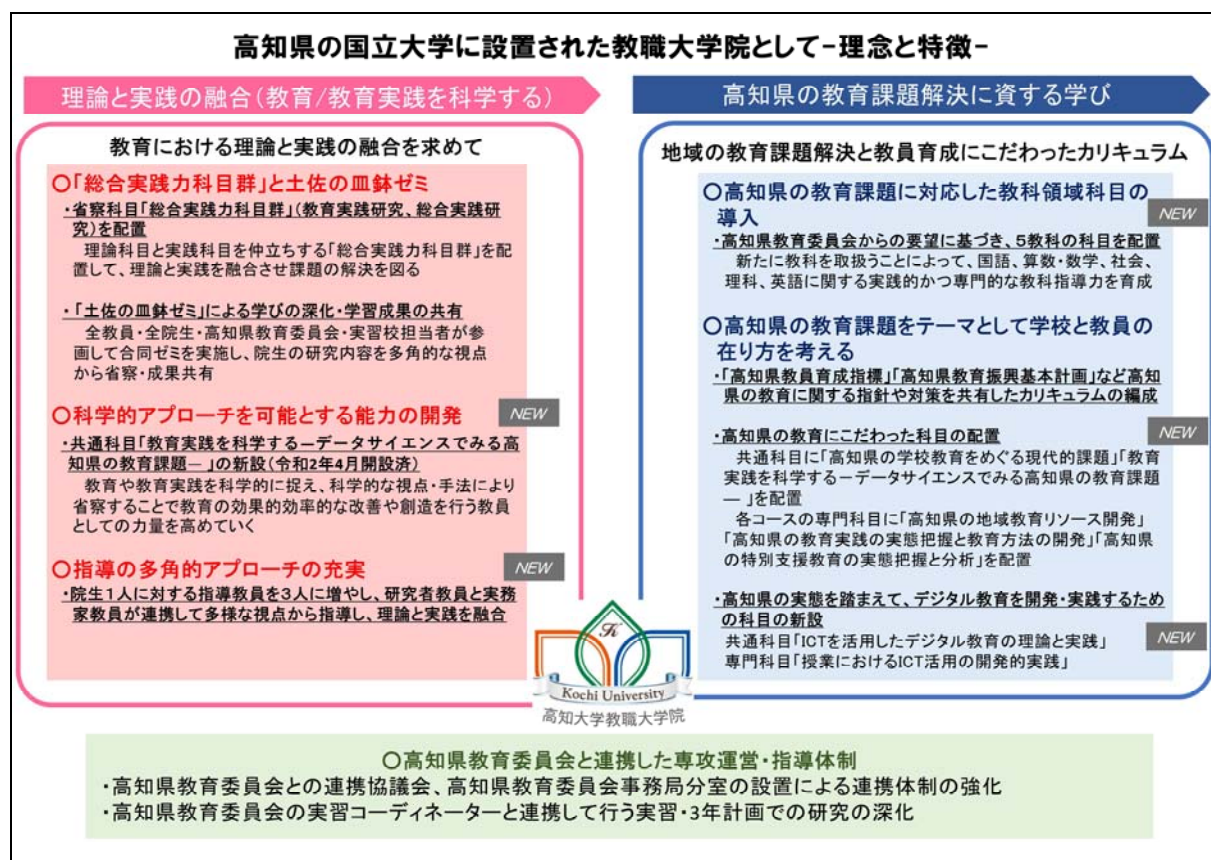 高知県の国立大学に設置された教職大学院として-理念と特徴-
理論と実践の融合(教育/教育実践を科学する)
教育における理論と実践の融合を求めて
〇「総合実践力科目群」と土佐の皿鉢ゼミ
・省察科目「総合実践力科目群」(教育実践研究、総合実践研
究)を配置
理論科目と実践科目を仲立ちする「総合実践力科目群」を配
置して、理論と実践を融合させ課題の解決を図る
・「土佐の皿鉢ゼミ」による学びの深化・学習成果の共有
全教員・全院生・高知県教育委員会・実習校担当者が参
画して合同ゼミを実施し、院生の研究内容を多角的な視点
から省察・成果共有
〇科学的アプローチを可能とする能力の開発
NEW
・共通科目「教育実践を科学するーデータサイエンスでみる高
知県の教育課題― 」の新設(令和2年4月開設済)
教育や教育実践を科学的に捉え、科学的な視点・手法により
省察することで教育の効果的効率的な改善や創造を行う教員
としての力量を高めていく
〇指導の多角的アプローチの充実
NEW
・院生1人に対する指導教員を3人に増やし、研究者教員と実務
家教員が連携して多様な視点から指導し、理論と実践を融合
高知県の教育課題解決に資する学び
地域の教育課題解決と教員育成にこだわったカリキュラム
〇高知県の教育課題に対応した教科領域科目の
導入
NEW
・高知県教育委員会からの要望に基づき、5教科の科目を配置
新たに教科を取扱うことによって、国語、算数・数学、社会、
理科、英語に関する実践的かつ専門的な教科指導力を育成
〇高知県の教育課題をテーマとして学校と教員の
在り方を考える
・「高知県教員育成指標」「高知県教育振興基本計画」など高知
県の教育に関する指針や対策を共有したカリキュラムの編成
・高知県の教育にこだわった科目の配置
NEW
共通科目に「高知県の学校教育をめぐる現代的課題」「教育
実践を科学するーデータサイエンスでみる高知県の教育課題
― 」を配置
各コースの専門科目に「高知県の地域教育リソース開発」
「高知県の教育実践の実態把握と教育方法の開発」「高知県
の特別支援教育の実態把握と分析」を配置
・高知県の実態を踏まえて、デジタル教育を開発・実践するため
の科目の新設
NEW
共通科目「ICTを活用したデジタル教育の理論と実践」
専門科目「授業におけるICT活用の開発的実践」
K
Kochi University
高知大学教職大学院
〇高知県教育委員会と連携した専攻運営・指導体制
・高知県教育委員会との連携協議会、高知県教育委員会事務局分室の設置による連携体制の強化
・高知県教育委員会の実習コーディネーターと連携して行う実習・3年計画での研究の深化